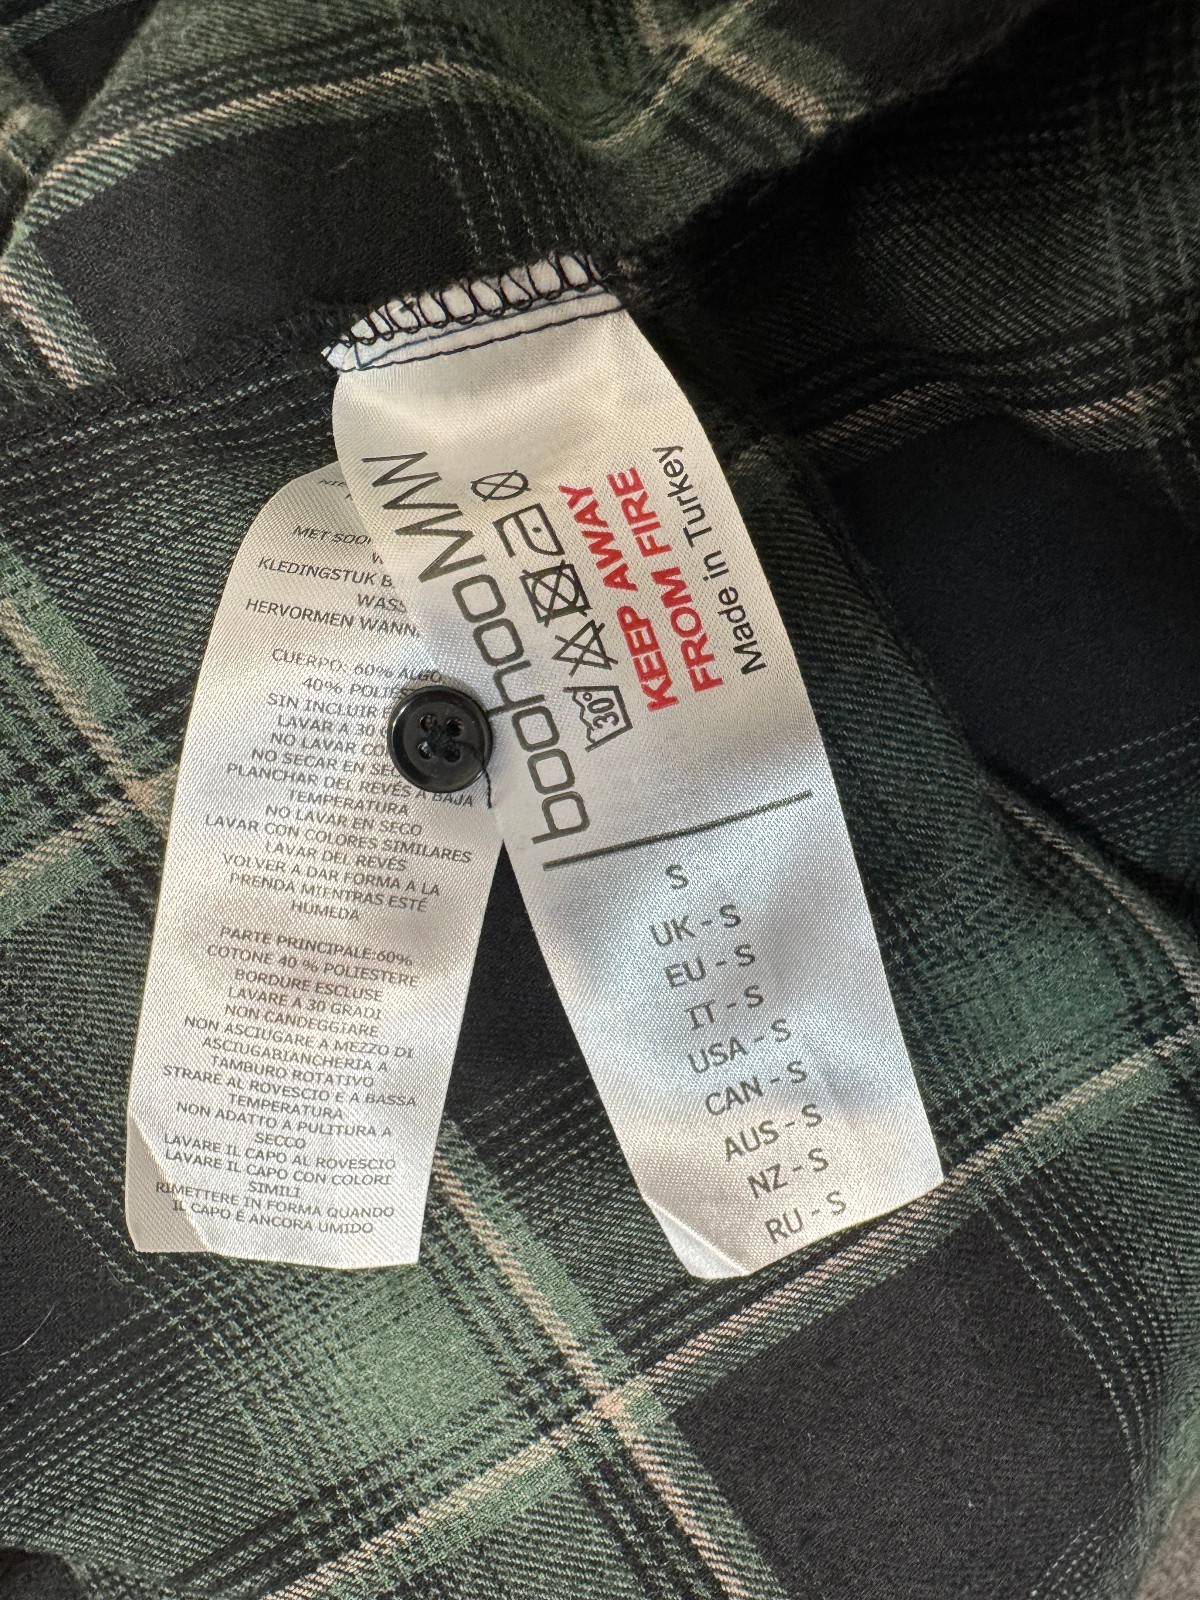 MET
KLEDINGSTUK
HERVORMEN
CUERPO: 60%
40%
SIN INCLUIR
LAVAR A 30
NO LAVAR
NO SECAR EN
PLANCHAR DEL REVÉS A BAJA
TEMPERATURA
NO LAVAR EN SECO
LAVAR CON COLORES SIMILARES
LAVAR DEL REVÉS
VOLVER A DAR FORMA A LA
PRENDA MIENTRAS ESTÉ
HUMEDA
PARTE PRINCIPALE:60%
COTONE 40 % POLIESTERE
BORDURE ESCLUSE
LAVARE A 30 GRADI
NON CANDEGGIARE
NON ASCIUGARE A MEZZO DI
ASCIUGABIANCHERIA A
TAMBURO ROTATIVO
STRARE AL ROVESCIO E A BASSA
TEMPERATURA
NON ADATTO A PULITURA A
SECCO
LAVARE IL CAPO AL ROVESCIO
LAVARE IL CAPO CON COLORI
SIMILI
RIMETTERE IN FORMA QUANDO
IL CAPO É ANCORA UMIDO
boohooMAN
30°
KEEP AWAY
FROM FIRE
Made in Turkey
S
UK - S
EU - S
IT - S
USA - S
CAN - S
AUS - S
NZ - S
RU - S